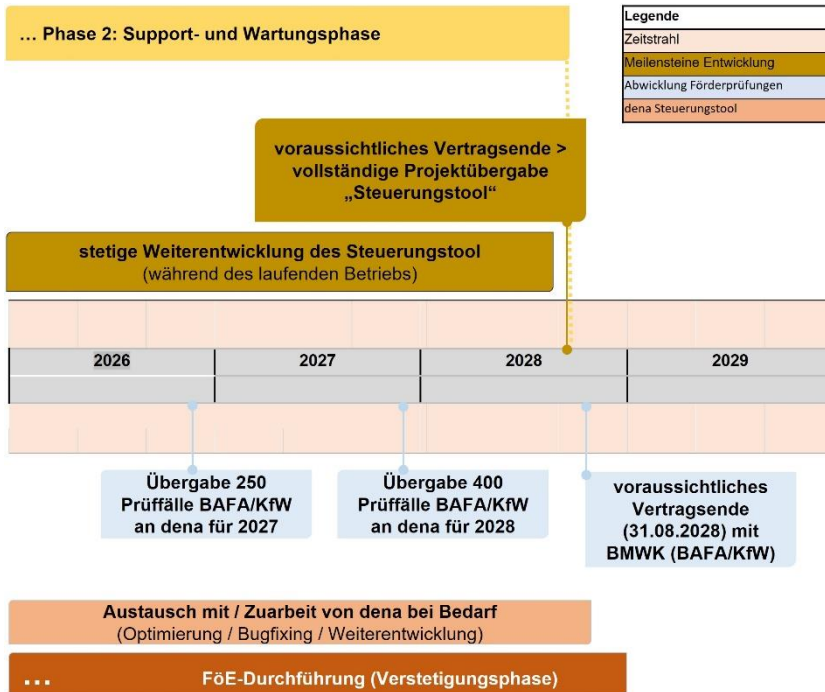 ... Phase 2: Support- und Wartungsphase
Legende
Zeitstrahl
Meilensteine Entwicklung
Abwicklung Förderprüfungen
dena Steuerungstool
voraussichtliches Vertragsende >
vollständige Projektübergabe
„Steuerungstool“
stetige Weiterentwicklung des Steuerungstool
(während des laufenden Betriebs)
2026
2027
2028
2029
Übergabe 250
Prüffälle BAFA/KfW
an dena für 2027
Übergabe 400
Prüffälle BAFA/KfW
an dena für 2028
voraussichtliches
Vertragsende
(31.08.2028) mit
BMWK (BAFA/KfW)
Austausch mit / Zuarbeit von dena bei Bedarf
(Optimierung / Bugfixing / Weiterentwicklung)
... FöE-Durchführung (Verstetigungsphase)